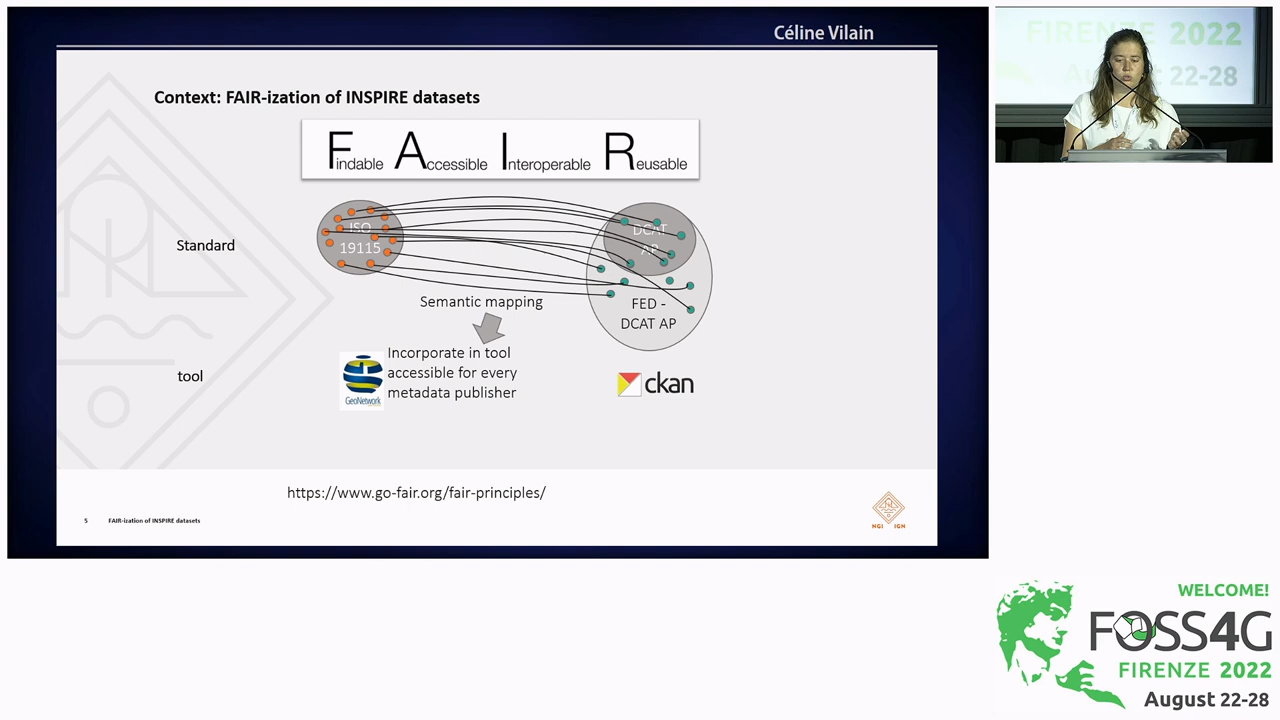 Céline Vilain
FIRENZE 2022
August 22-28
Context: FAIR-ization of INSPIRE datasets
Findable Accessible Interoperable Reusable
Standard
ISO
19115
DCAT
AP
Semantic mapping
FED -
DCAT AP
tool
GeoNetwork
Incorporate in tool
accessible for every
metadata publisher
ckan
https://www.go-fair.org/fair-principles/
5 FAIR-ization of INSPIRE datasets
NGI IGN
WELCOME!
FOSS4G
FIRENZE 2022
August 22-28